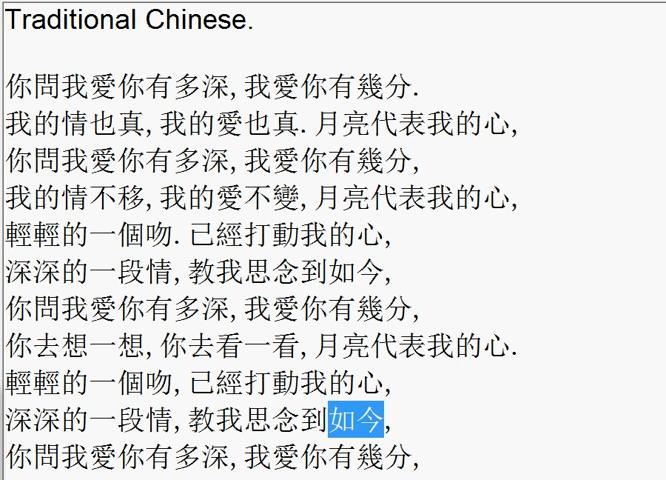 Traditional Chinese.
你問我愛你有多深,我愛你有幾分.
我的情也真,我的愛也真.月亮代表我的心,
你問我愛你有多深,我愛你有幾分,
我的情不移,我的愛不變,月亮代表我的心,
輕輕的一個吻.已經打動我的心,
深深的一段情,教我思念到如今,
你問我愛你有多深,我愛你有幾分,
你去想一想,你去看一看,月亮代表我的心.
輕輕的一個吻,已經打動我的心,
深深的一段情,教我思念到如今,
你問我愛你有多深,我愛你有幾分,